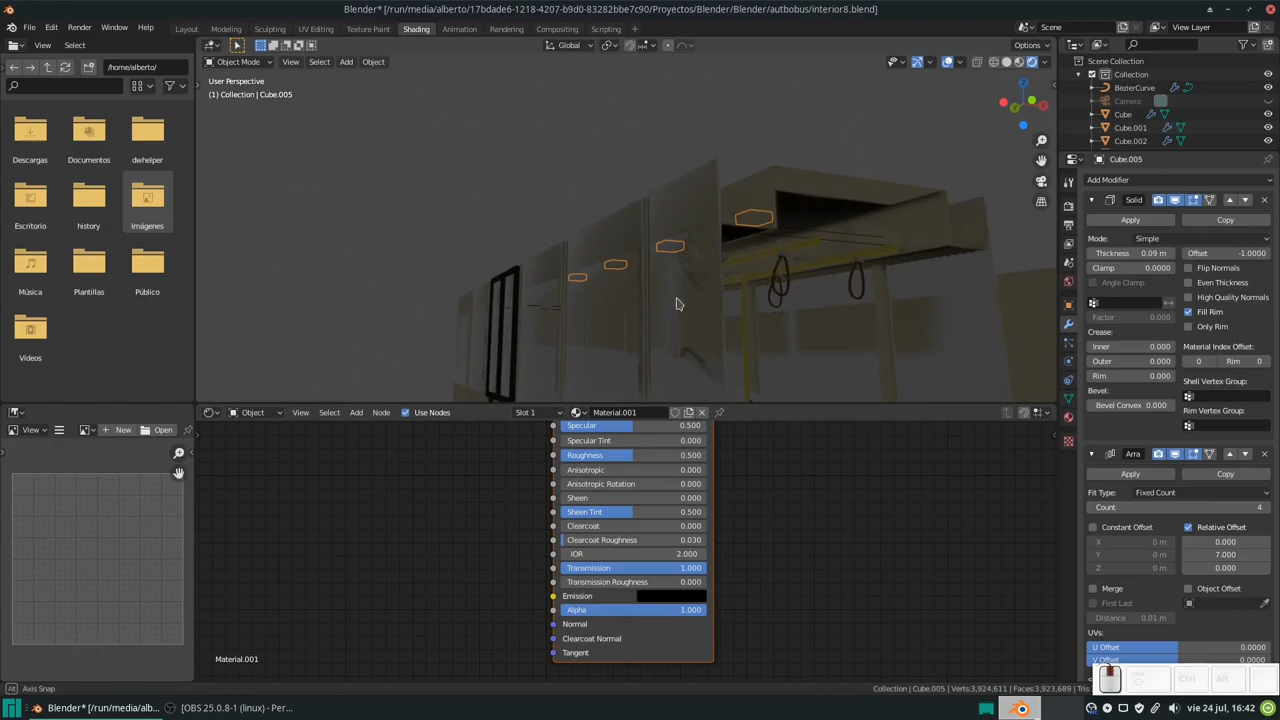 Blender* [/run/media/alberto/17bdade6-1218-4207-b9d0-83282bbe7c90/Proyectos/Blender/Blender/autbobus/interior8.blend]
File Edit Render Window Help Layout Modeling Sculpting UV Editing Texture Paint Shading Animation Rendering Compositing Scripting Scene View Layer
View Select Global Options
/home/alberto/ Object Mode View Select Add Object
User Perspective
(1) Collection | Cube.005
Scene Collection
Collection
BezierCurve
Camera
Cube
Cube.001
Cube.002
Descargas Documentos dwhelper
Escritorio history Imágenes
Música Plantillas Público
Vídeos
Cube.005
Add Modifier
Solid
Apply Copy
Mode: Simple
Thickness 0.09 m Offset -1.0000
Clamp 0.0000 Flip Normals
Angle Clamp Even Thickness
High Quality Normals
Factor 0.000 Fill Rim
Crease: Only Rim
Inner 0.000 Material Index Offset:
Outer 0.000 0 Rim 0
Rim 0.000 Shell Vertex Group:
Bevel:
Bevel Convex 0.000 Rim Vertex Group:
Arra
Apply Copy
Fit Type: Fixed Count
Count 4
Constant Offset Relative Offset
X 0 m 0.000
Y 0 m 7.000
Z 0 m 0.000
Merge Object Offset
First Last
Distance 0.01 m
UVs:
U Offset 0.0000
V Offset 0.0000
View New Open
Object View Select Add Node Use Nodes Slot 1 Material.001
Specular 0.500
Specular Tint 0.000
Roughness 0.500
Anisotropic 0.000
Anisotropic Rotation 0.000
Sheen 0.000
Sheen Tint 0.500
Clearcoat 0.000
Clearcoat Roughness 0.030
IOR 2.000
Transmission 1.000
Transmission Roughness 0.000
Emission
Alpha 1.000
Normal
Clearcoat Normal
Tangent
Material.001
Ctrl Alt
Axis Snap Collection | Cube.005 | Verts:3,924,611 | Faces:3,923,689 | Tris
Blender* [/run/media/alb... [OBS 25.0.8-1 (linux) - Per... vie 24 jul, 16:42